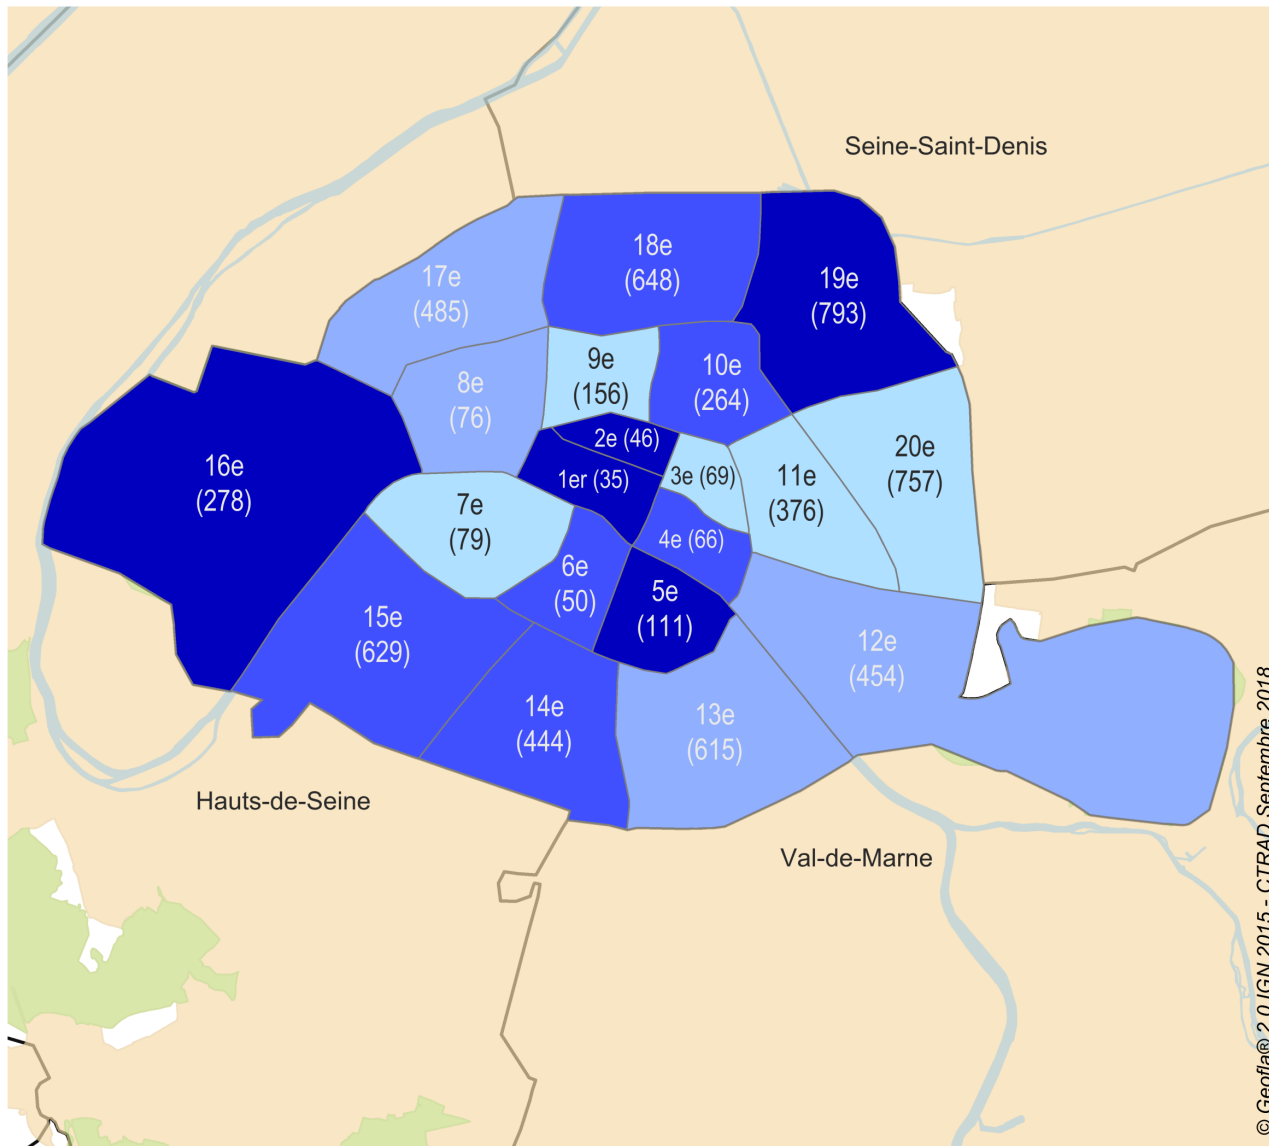 Seine-Saint-Denis
18e
(648)
19e
(793)
17e
(485)
9e
(156)
10e
(264)
8e
(76)
2e (46)
20e
(757)
16e
(278)
1er (35)
3e (69)
11e
(376)
7e
(79)
4e (66)
6e
(50)
5e
(111)
15e
(629)
12e
(454)
14e
(444)
13e
(615)
Hauts-de-Seine
Val-de-Marne
© Geofla® 2.0 IGN 2015 - CTRAD Septembre 2018